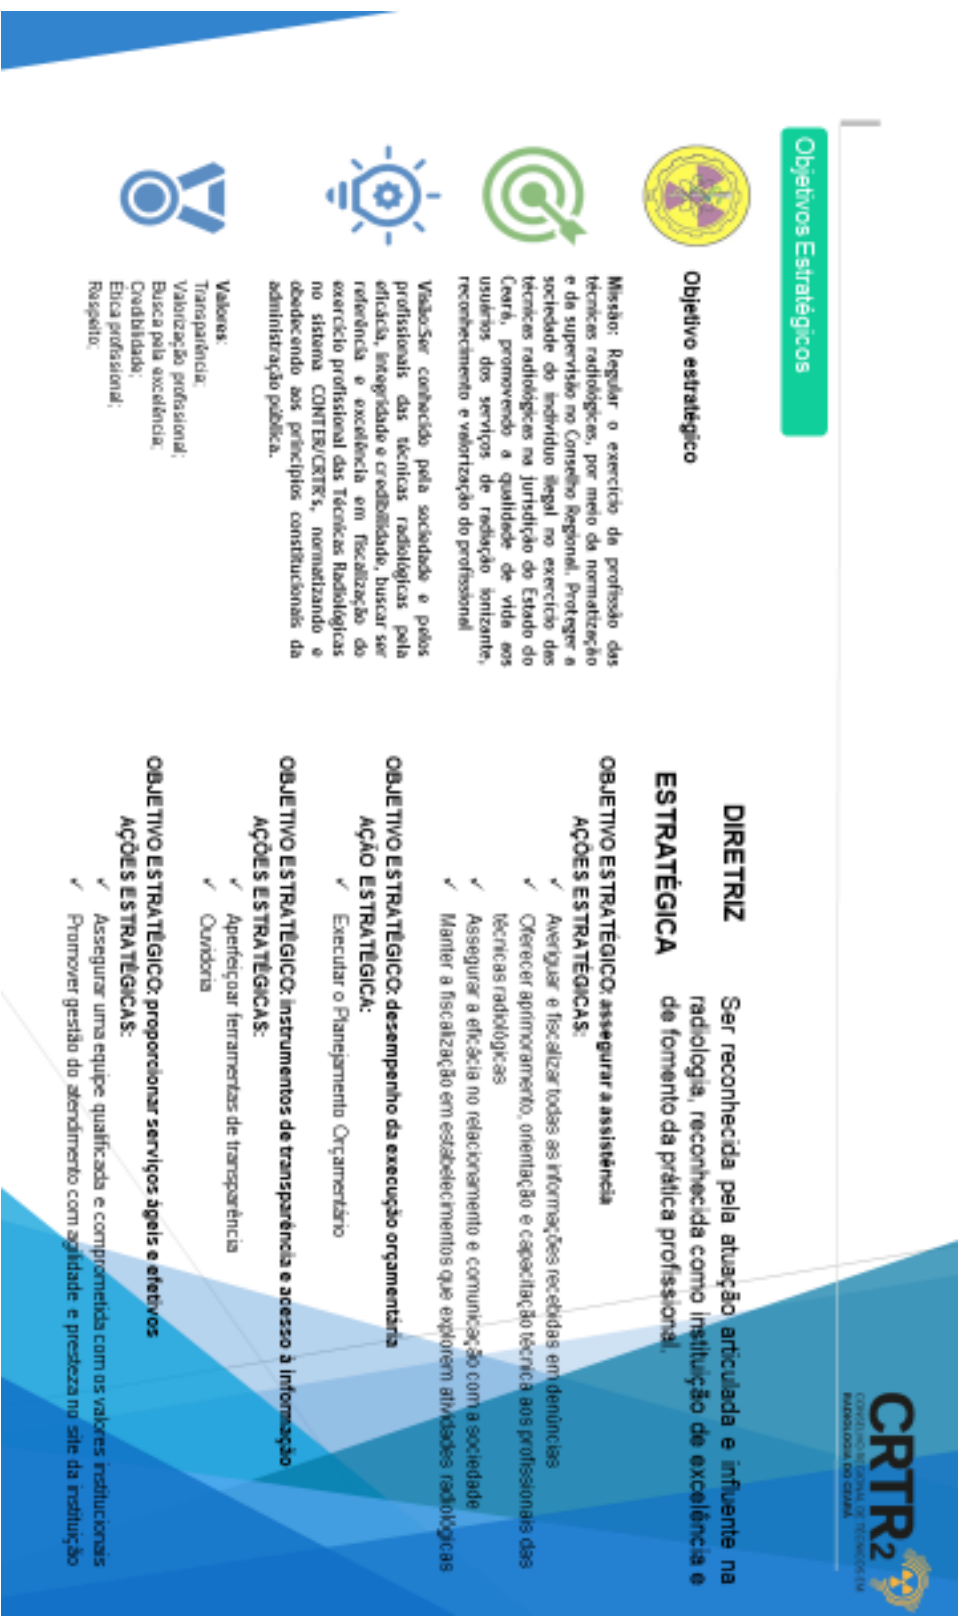 Objetivos Estratégicos
CRTR2
CONSELHO REGIONAL DE TÉCNICOS EM
RADIOLOGIA DO CEARÁ
Objetivo estratégico
Missão: Regular o exercício da profissão das
técnicas radiológicas, por meio da normatização
e da supervisão no Conselho Regional. Proteger a
sociedade do indivíduo ilegal no exercício das
técnicas radiológicas na jurisdição do Estado do
Ceará, promovendo a qualidade de vida aos
usuários dos serviços de radiação ionizante,
reconhecimento e valorização do profissional
Visão:Ser conhecido pela sociedade e pelos
profissionais das técnicas radiológicas pela
eficácia, integridade e credibilidade, buscar ser
referência e excelência em fiscalização do
exercício profissional das Técnicas Radiológicas
no sistema CONTER/CRTR's, normatizando e
obedecendo aos princípios constitucionais da
administração pública.
Valores:
Transparência;
Valorização profissional;
Busca pela excelência;
Credibilidade;
Ética profissional;
Respeito;
DIRETRIZ
ESTRATÉGICA
Ser reconhecida pela atuação articulada e influente na
radiologia, reconhecida como instituição de excelência e
de fomento da prática profissional.
OBJETIVO ESTRATÉGICO: assegurar a assistência
AÇÕES ESTRATÉGICAS:
✓ Averiguar e fiscalizar todas as informações recebidas em denúncias
✓ Oferecer aprimoramento, orientação e capacitação técnica aos profissionais das
técnicas radiológicas
✓ Assegurar a eficácia no relacionamento e comunicação com a sociedade
✓ Manter a fiscalização em estabelecimentos que explorem atividades radiológicas
OBJETIVO ESTRATÉGICO: desempenho da execução orçamentária
AÇÃO ESTRATÉGICA:
✓ Executar o Planejamento Orçamentário
OBJETIVO ESTRATÉGICO: instrumentos de transparência e acesso à informação
AÇÕES ESTRATÉGICAS:
✓ Aperfeiçoar ferramentas de transparência
✓ Ouvidoria
OBJETIVO ESTRATÉGICO: proporcionar serviços ágeis e efetivos
AÇÕES ESTRATÉGICAS:
✓ Assegurar uma equipe qualificada e comprometida com os valores institucionais
✓ Promover gestão do atendimento com agilidade e presteza no site da instituição